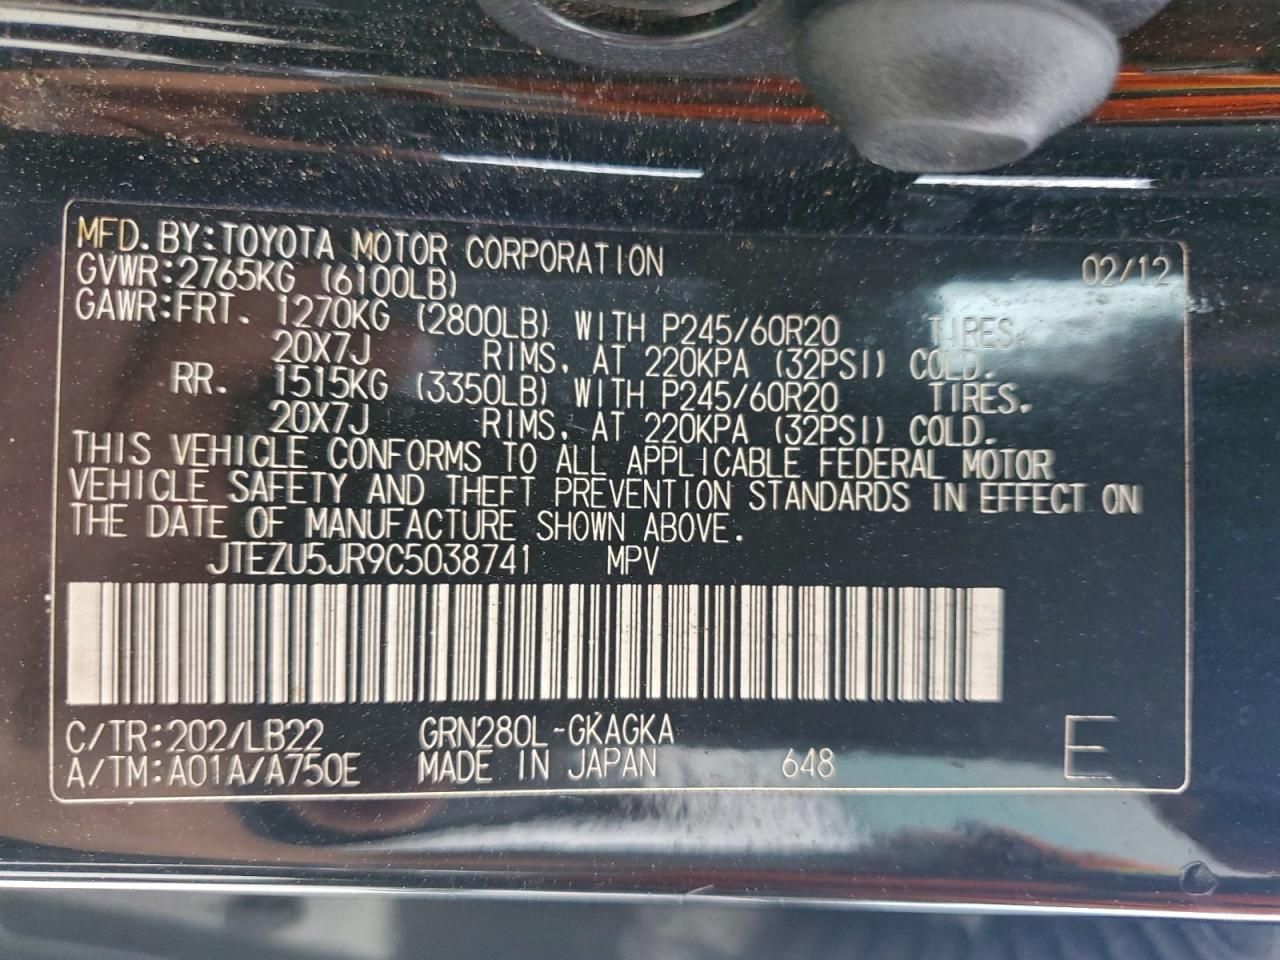 MFD. BY: TOYOTA MOTOR CORPORATION 02/12
GVWR: 2765KG (6100LB)
GAWR: FRT. 1270KG (2800LB) WITH P245/60R20 TIRES,
20X7J RIMS, AT 220KPA (32PSI) COLD.
RR. 1515KG (3350LB) WITH P245/60R20 TIRES,
20X7J RIMS, AT 220KPA (32PSI) COLD.
THIS VEHICLE CONFORMS TO ALL APPLICABLE FEDERAL MOTOR
VEHICLE SAFETY AND THEFT PREVENTION STANDARDS IN EFFECT ON
THE DATE OF MANUFACTURE SHOWN ABOVE.
JTEZU5JR9C5038741 MPV
C/TR: 202/LB22 GRN280L-GKAGKA E
A/TM: A01A/A750E MADE IN JAPAN 648